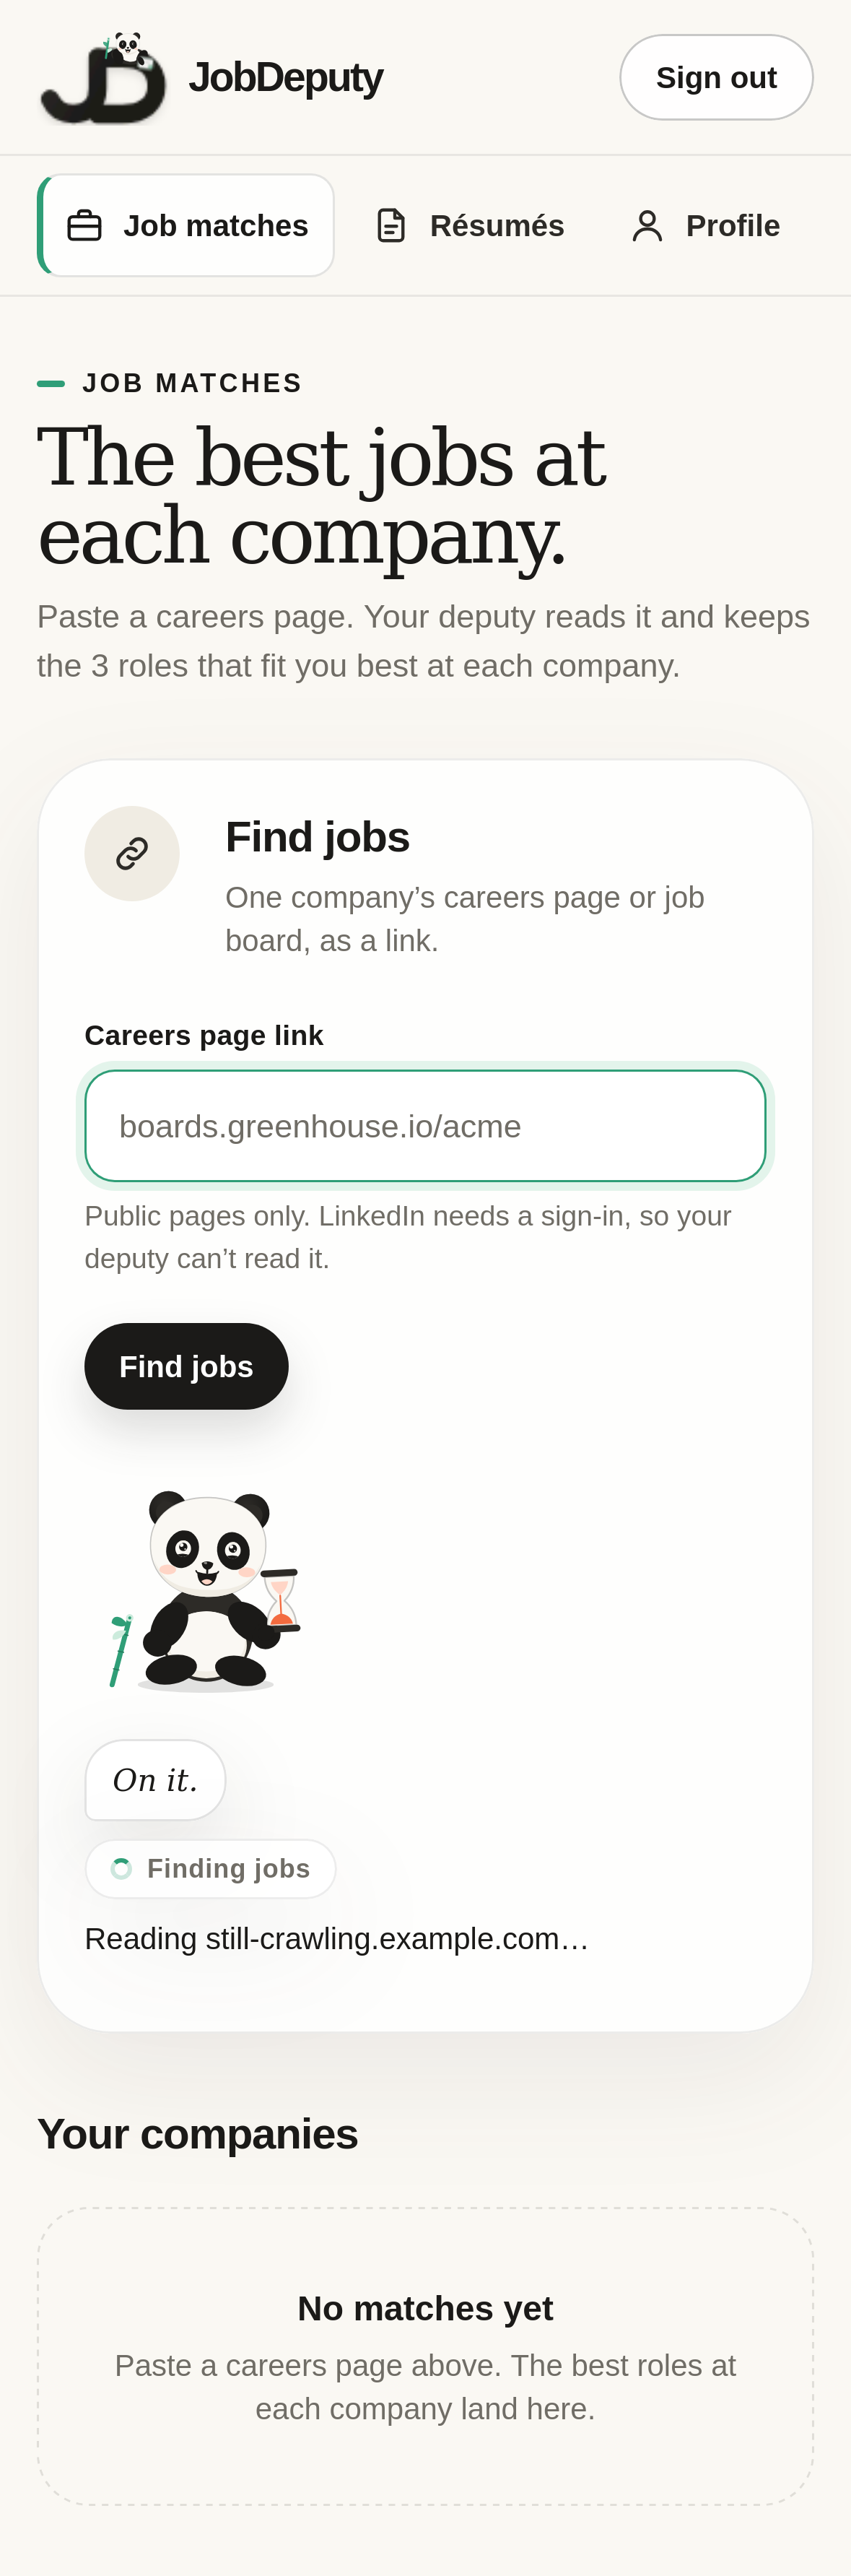 JD
JobDeputy
Sign out
Job matches
Résumés
Profile
JOB MATCHES
The best jobs at
each company.
Paste a careers page. Your deputy reads it and keeps
the 3 roles that fit you best at each company.
Find jobs
One company’s careers page or job
board, as a link.
Careers page link
boards.greenhouse.io/acme
Public pages only. LinkedIn needs a sign-in, so your
deputy can’t read it.
Find jobs
On it.
Finding jobs
Reading still-crawling.example.com…
Your companies
No matches yet
Paste a careers page above. The best roles at
each company land here.